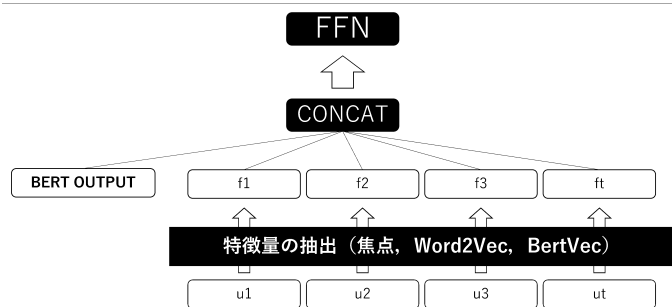 FFN
CONCAT
BERT OUTPUT
f1
f2
f3
ft
特徴量の抽出（焦点，Word2Vec，BertVec）
u1
u2
u3
ut